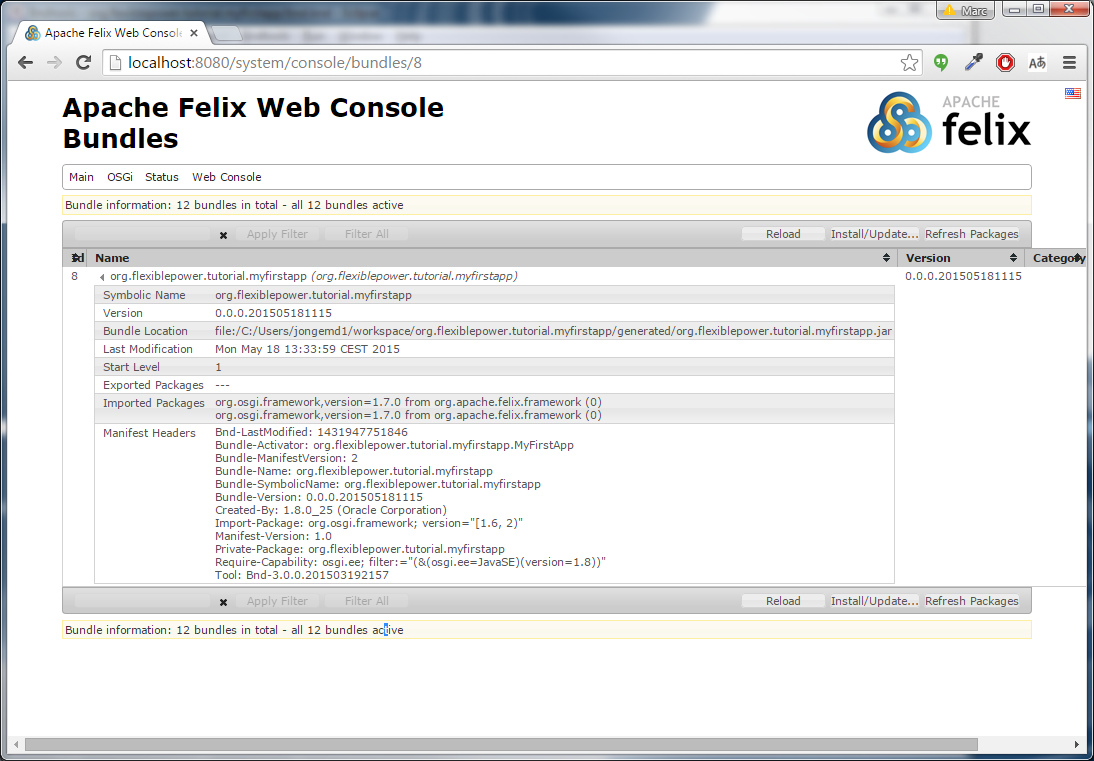 Marc
Apache Felix Web Console
localhost:8080/system/console/bundles/8
Apache Felix Web Console
Bundles
APACHE
felix
Main OSGi Status Web Console
Bundle information: 12 bundles in total - all 12 bundles active
Apply Filter Filter All Reload Install/Update... Refresh Packages
Id Name Version Category
8 org.flexiblepower.tutorial.myfirstapp (org.flexiblepower.tutorial.myfirstapp) 0.0.0.201505181115
Symbolic Name org.flexiblepower.tutorial.myfirstapp
Version 0.0.0.201505181115
Bundle Location file:/C:/Users/jongemd1/workspace/org.flexiblepower.tutorial.myfirstapp/generated/org.flexiblepower.tutorial.myfirstapp.jar
Last Modification Mon May 18 13:33:59 CEST 2015
Start Level 1
Exported Packages ---
Imported Packages org.osgi.framework,version=1.7.0 from org.apache.felix.framework (0)
org.osgi.framework,version=1.7.0 from org.apache.felix.framework (0)
Manifest Headers Bnd-LastModified: 1431947751846
Bundle-Activator: org.flexiblepower.tutorial.myfirstapp.MyFirstApp
Bundle-ManifestVersion: 2
Bundle-Name: org.flexiblepower.tutorial.myfirstapp
Bundle-SymbolicName: org.flexiblepower.tutorial.myfirstapp
Bundle-Version: 0.0.0.201505181115
Created-By: 1.8.0_25 (Oracle Corporation)
Import-Package: org.osgi.framework; version="[1.6, 2)"
Manifest-Version: 1.0
Private-Package: org.flexiblepower.tutorial.myfirstapp
Require-Capability: osgi.ee; filter:="(&(osgi.ee=JavaSE)(version=1.8))"
Tool: Bnd-3.0.0.201503192157
Apply Filter Filter All Reload Install/Update... Refresh Packages
Bundle information: 12 bundles in total - all 12 bundles active